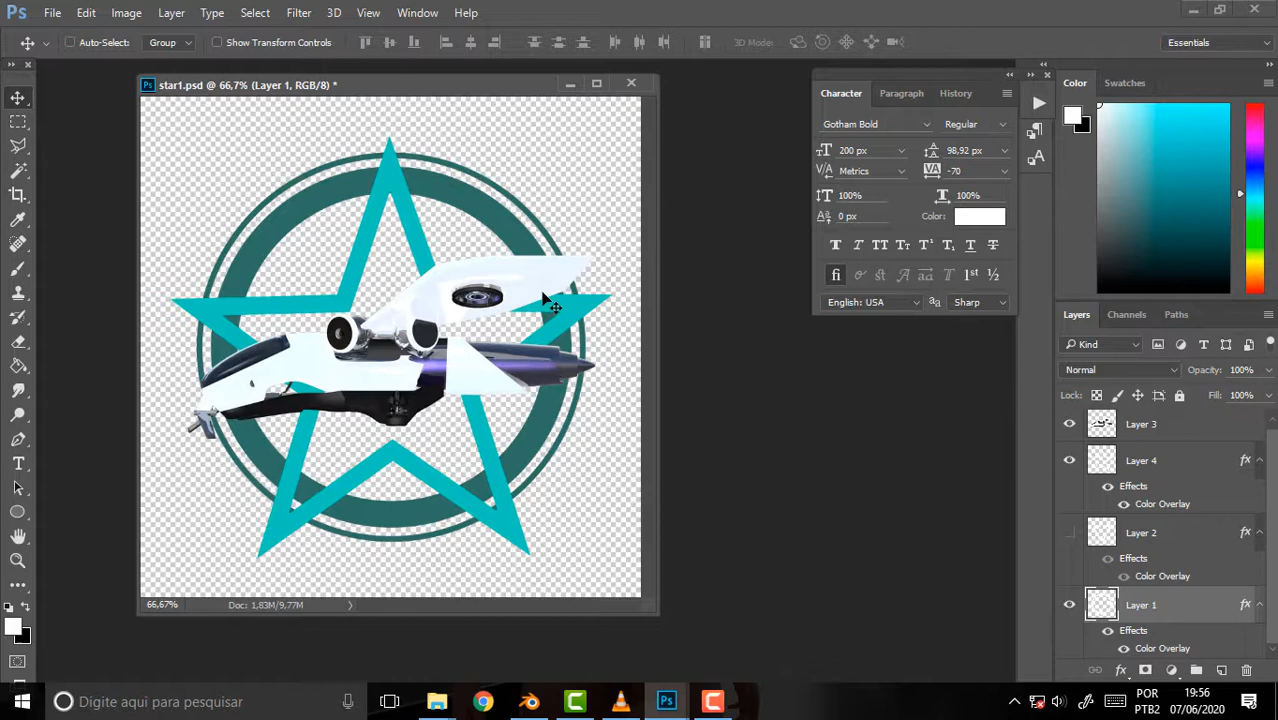 Ps File Edit Image Layer Type Select Filter 3D View Window Help
Auto-Select: Group Show Transform Controls 3D Mode: Essentials
Ps star1.psd @ 66,7% (Layer 1, RGB/8) *
66,67% Doc: 1,83M/9,77M
Character Paragraph History
Gotham Bold Regular
200 px 98,92 px
Metrics VA -70
100% 100%
0 px Color:
English: USA Sharp
Color Swatches
Layers Channels Paths
Kind
Normal Opacity: 100%
Lock: Fill: 100%
Layer 3
Layer 4 fx
Effects
Color Overlay
Layer 2 fx
Effects
Color Overlay
Layer 1 fx
Effects
Color Overlay
Digite aqui para pesquisar
Ps
POR
PTB2
19:56
07/06/2020